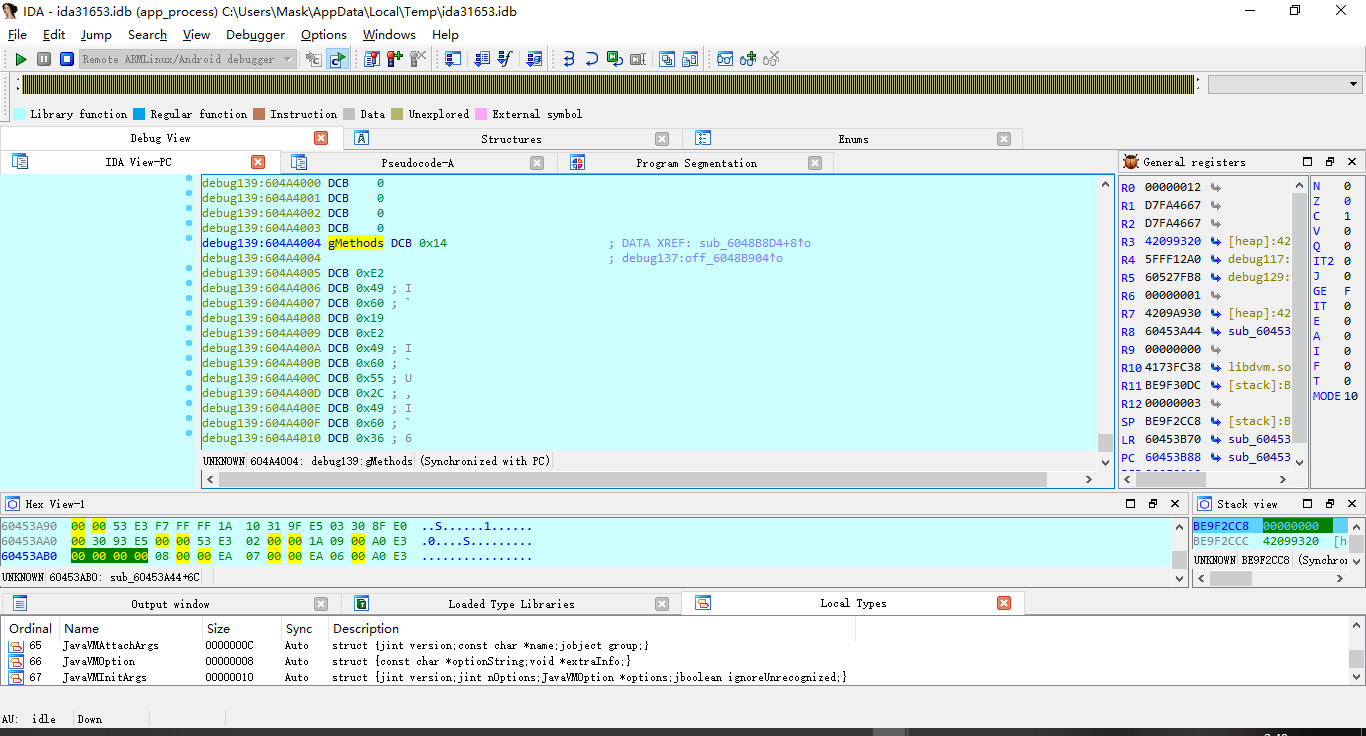 IDA - ida31653.idb (app_process) C:\Users\Mask\AppData\Local\Temp\ida31653.idb
File Edit Jump Search View Debugger Options Windows Help
Remote ARMLinux/Android debugger
Library function Regular function Instruction Data Unexplored External symbol
Debug View Structures Enums
IDA View-PC Pseudocode-A Program Segmentation General registers
debug139:604A4000 DCB 0
debug139:604A4001 DCB 0
debug139:604A4002 DCB 0
debug139:604A4003 DCB 0
debug139:604A4004 gMethods DCB 0x14 ; DATA XREF: sub_6048B8D4+8↑o
debug139:604A4004 ; debug137:off_6048B904↑o
debug139:604A4005 DCB 0xE2
debug139:604A4006 DCB 0x49 ; I
debug139:604A4007 DCB 0x60 ; `
debug139:604A4008 DCB 0x19
debug139:604A4009 DCB 0xE2
debug139:604A400A DCB 0x49 ; I
debug139:604A400B DCB 0x60 ; `
debug139:604A400C DCB 0x55 ; U
debug139:604A400D DCB 0x2C ; ,
debug139:604A400E DCB 0x49 ; I
debug139:604A400F DCB 0x60 ; `
debug139:604A4010 DCB 0x36 ; 6
UNKNOWN 604A4004: debug139:gMethods (Synchronized with PC)
R0 00000012
R1 D7FA4667
R2 D7FA4667
R3 42099320 [heap]:42
R4 5FFF12A0 debug117:
R5 60527FB8 debug129:
R6 00000001
R7 4209A930 [heap]:42
R8 60453A44 sub_60453
R9 00000000
R10 4173FC38 libdvm.so
R11 BE9F30DC [stack]:B
R12 00000003
SP BE9F2CC8 [stack]:B
LR 60453B70 sub_60453
PC 60453B88 sub_60453
N 0
Z 0
C 1
V 0
Q 0
IT2 0
J 0
GE F
IT 0
E 0
A 0
I 0
F 0
T 0
MODE 10
Hex View-1
60453A90 00 00 53 E3 F7 FF FF 1A 10 31 9F E5 03 30 8F E0 ..S......1......
60453AA0 00 30 93 E5 00 00 53 E3 02 00 00 1A 09 00 A0 E3 .0....S.........
60453AB0 00 00 00 00 08 00 00 EA 07 00 00 EA 06 00 A0 E3 ................
UNKNOWN 60453AB0: sub_60453A44+6C
Stack view
BE9F2CC8 00000000
BE9F2CCC 42099320 [h
UNKNOWN BE9F2CC8 (Synchron
Output window Loaded Type Libraries Local Types
Ordinal Name Size Sync Description
65 JavaVMAttachArgs 0000000C Auto struct {jint version;const char *name;jobject group;}
66 JavaVMOption 00000008 Auto struct {const char *optionString;void *extraInfo;}
67 JavaVMInitArgs 00000010 Auto struct {jint version;jint nOptions;JavaVMOption *options;jboolean ignoreUnrecognized;}
AU: idle Down